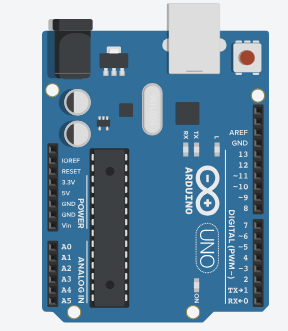 RX
TX
L
AREF
GND
13
12
~11
~10
~9
8
IOREF
RESET
3.3V
5V
GND
GND
Vin
POWER
ARDUINO
UNO
DIGITAL (PWM~)
7
~6
~5
4
~3
2
TX→1
RX←0
A0
A1
A2
A3
A4
A5
ANALOG IN
ON